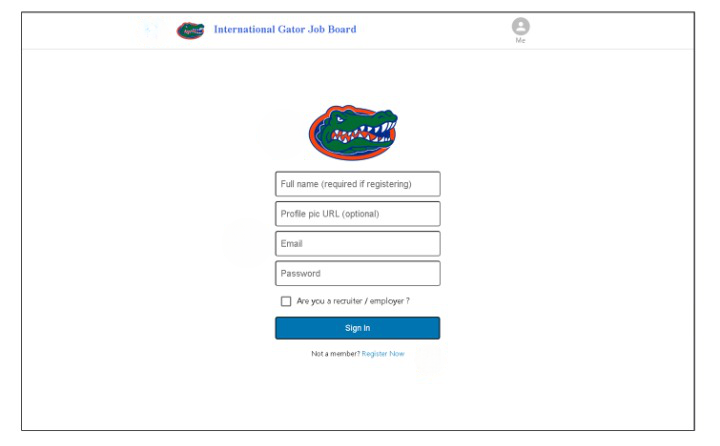 International Gator Job Board
Me
Full name (required if registering)
Profile pic URL (optional)
Email
Password
Are you a recruiter / employer ?
Sign In
Not a member? Register Now